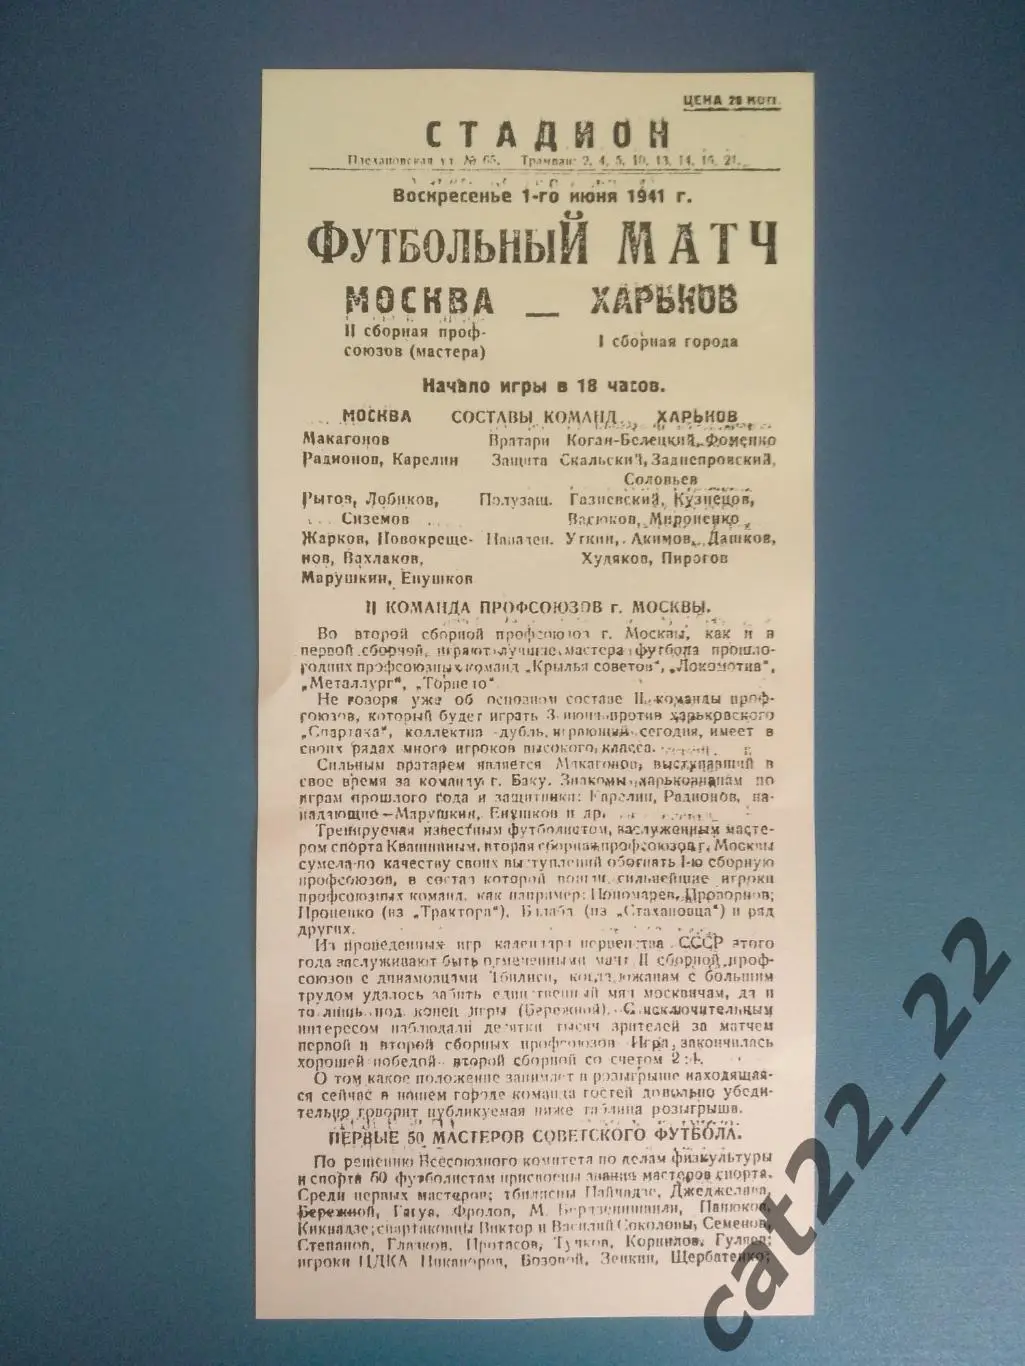 ЦЕНА 20 КОП.
СТАДИОН
Плехановская ул. № 65. Трамваи: 2, 4, 5, 10, 13, 14, 16, 21.
Воскресенье 1-го июня 1941 г.
ФУТБОЛЬНЫЙ МАТЧ
МОСКВА — ХАРЬКОВ
II сборная проф-
союзов (мастера)
I сборная города
Начало игры в 18 часов.
МОСКВА СОСТАВЫ КОМАНД ХАРЬКОВ
Макагонов Вратари Коган-Белецкий, Фоменко
Радионов, Карелин Защита Скальский, Заднепровский,
Соловьев
Рытов, Лобиков, Полузащ. Газневский, Кузнецов,
Сиземов Васюков, Мироненко
Жарков, Новокреще- Нападен. Уткин, Акимов, Дашков,
нов, Вахлаков, Худяков, Пирогов
Марушкин, Енушков
II КОМАНДА ПРОФСОЮЗОВ г. МОСКВЫ.
Во второй сборной профсоюзов г. Москвы, как и в
первой сборной, играют лучшие мастера футбола прошло-
годних профсоюзных команд „Крылья советов“, „Локомотив“,
„Металлург“, „Торпедо“
Не говоря уже об основном составе II команды проф-
союзов, который будет играть 3 июня против харьковского
„Спартака“, коллектив дубль, играющий сегодня, имеет в
своих рядах много игроков высокого класса.
Сильным вратарем является Макагонов, выступавший в
свое время за команду г. Баку. Знакомы харьковчанам по
играм прошлого года и защитники: Карелин, Радионов, на-
падающие—Марушкин, Енушков и др.
Тренируемая известным футболистом, заслуженным масте-
ром спорта Квашниным, вторая сборная профсоюзов г. Москвы
сумела по качеству своих выступлений обогнать I-ю сборную
профсоюзов, в состав которой вошли сильнейшие игроки
профсоюзных команд, как например: Пономарев, Проворнов;
Проценко (из „Трактора“), Бикаба (из „Стахановца“) и ряд
других.
Из проведенных игр календаря первенства СССР этого
года заслуживают быть отмеченными матч II сборной проф-
союзов с динамовцами Тбилиси, когда южанам с большим
трудом удалось забить единственный мяч москвичам, да и
то лишь под конец игры (Бережной). С исключительным
интересом наблюдали десятки тысяч зрителей за матчем
первой и второй сборных профсоюзов Игра закончилась
хорошей победой второй сборной со счетом 2:1.
О том какое положение занимает в розыгрыше находящая-
ся сейчас в нашем городе команда гостей довольно убеди-
тельно говорит публикуемая ниже таблица розыгрыша.
ПЕРВЫЕ 50 МАСТЕРОВ СОВЕТСКОГО ФУТБОЛА.
По решению Всесоюзного комитета по делам физкультуры
и спорта 50 футболистам присвоены звания мастеров спорта.
Среди первых мастеров; тбилисцы Пайчадзе, Джеджелава,
Бережной, Гагуа, Фролов, М. Бердзенишвили, Панюков,
Кикнадзе; спартаковцы Виктор и Василий Соколовы, Семенов,
Степанов, Глазков, Протасов, Тучков, Корнилов, Гуляев;
игроки ЦДКА Никаноров, Бозовой, Зенкин, Щербатенко;
cat22_22